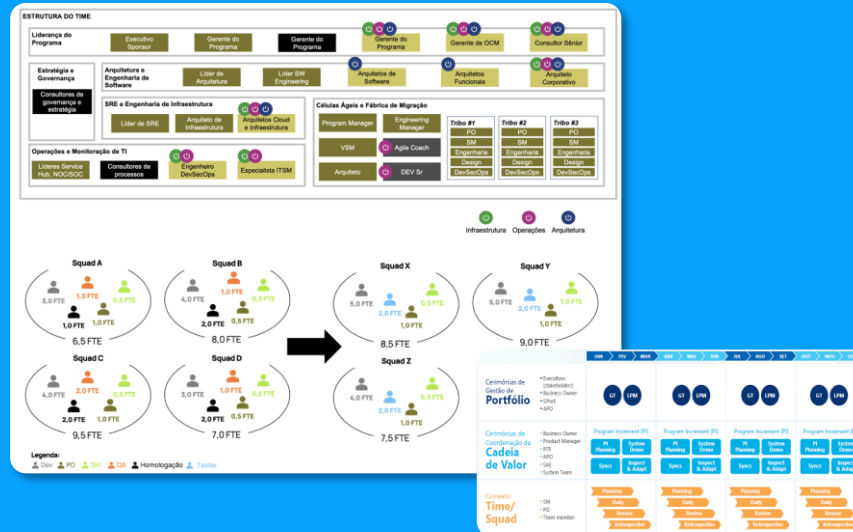 ESTRUTURA DO TIME
Liderança do Programa
Executivo Sponsor
Gerente do Programa
Gerente do Programa
Gerente do Programa
Gerente de OCM
Consultor Sênior
Estratégia e Governança
Consultores de governança e estratégia
Arquitetura e Engenharia de Software
Líder de Arquitetura
Líder SW Engineering
Arquitetos de Software
Arquitetos Funcionais
Arquiteto Corporativo
SRE e Engenharia de Infraestrutura
Líder de SRE
Arquiteto de Infraestrutura
Arquitetos Cloud e Infraestrutura
Operações e Monitoração de TI
Líderes Service Hub, NOC/SOC
Consultores de processos
Engenheiro DevSecOps
Especialista ITSM
Células Ágeis e Fábrica de Migração
Program Manager
Engineering Manager
VSM
Agile Coach
Arquiteto
DEV Sr
Tribo #1
PO
SM
Engenharia
Design
DevSecOps
Tribo #2
PO
SM
Engenharia
Design
DevSecOps
Tribo #3
PO
SM
Engenharia
Design
DevSecOps
Infraestrutura
Operações
Arquitetura
Squad A
3,0 FTE
1,0 FTE
0,5 FTE
1,0 FTE
1,0 FTE
6,5 FTE
Squad B
4,0 FTE
1,0 FTE
0,5 FTE
2,0 FTE
0,5 FTE
8,0 FTE
Squad X
5,0 FTE
2,0 FTE
0,5 FTE
1,0 FTE
8,5 FTE
Squad Y
5,0 FTE
2,0 FTE
1,0 FTE
1,0 FTE
9,0 FTE
Squad C
4,0 FTE
2,0 FTE
0,5 FTE
2,0 FTE
1,0 FTE
9,5 FTE
Squad D
3,0 FTE
1,0 FTE
0,5 FTE
2,0 FTE
0,5 FTE
7,0 FTE
Squad Z
4,0 FTE
2,0 FTE
0,5 FTE
1,0 FTE
7,5 FTE
Legenda:
Dev
PO
SM
QA
Homologação
Tester
JAN FEV MAR
ABR MAI JUN
JUL AGO SET
OUT NOV
Cerimônias de Gestão de
Portfólio
• Executivos (stakeholders)
• Business Owner
• APO
GT LPM
GT LPM
GT LPM
GT LPM
Cerimônias de Coordenação da
Cadeia de Valor
• Business Owner
• Product Manager
• RTE
• APO
• SAE
• System Team
Program Increment (PI)
PI Planning
System Demo
Syncs
Inspect & Adapt
Program Increment (PI)
PI Planning
System Demo
Syncs
Inspect & Adapt
Program Increment (PI)
PI Planning
System Demo
Syncs
Inspect & Adapt
Program Increment
PI Planning
System Demo
Syncs
Inspect & Adapt
Contexto
Time/
Squad
• SM
• PO
• Team member
Planning
Daily
Review
Retrospective
Planning
Daily
Review
Retrospective
Planning
Daily
Review
Retrospective
Planning
Daily
Review
Retrospective